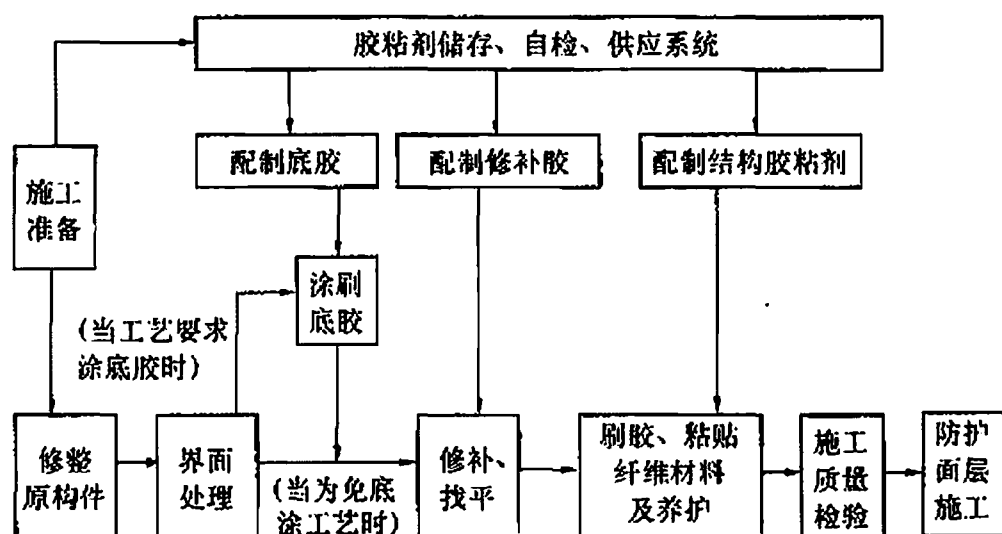 胶粘剂储存、自检、供应系统
配制底胶
配制修补胶
配制结构胶粘剂
施工
准备
涂刷
底胶
(当工艺要求
涂底胶时)
修整
原构件
界面
处理
(当为免底
涂工艺时)
修补、
找平
刷胶、粘贴
纤维材料
及养护
施工
质量
检验
防护
面层
施工